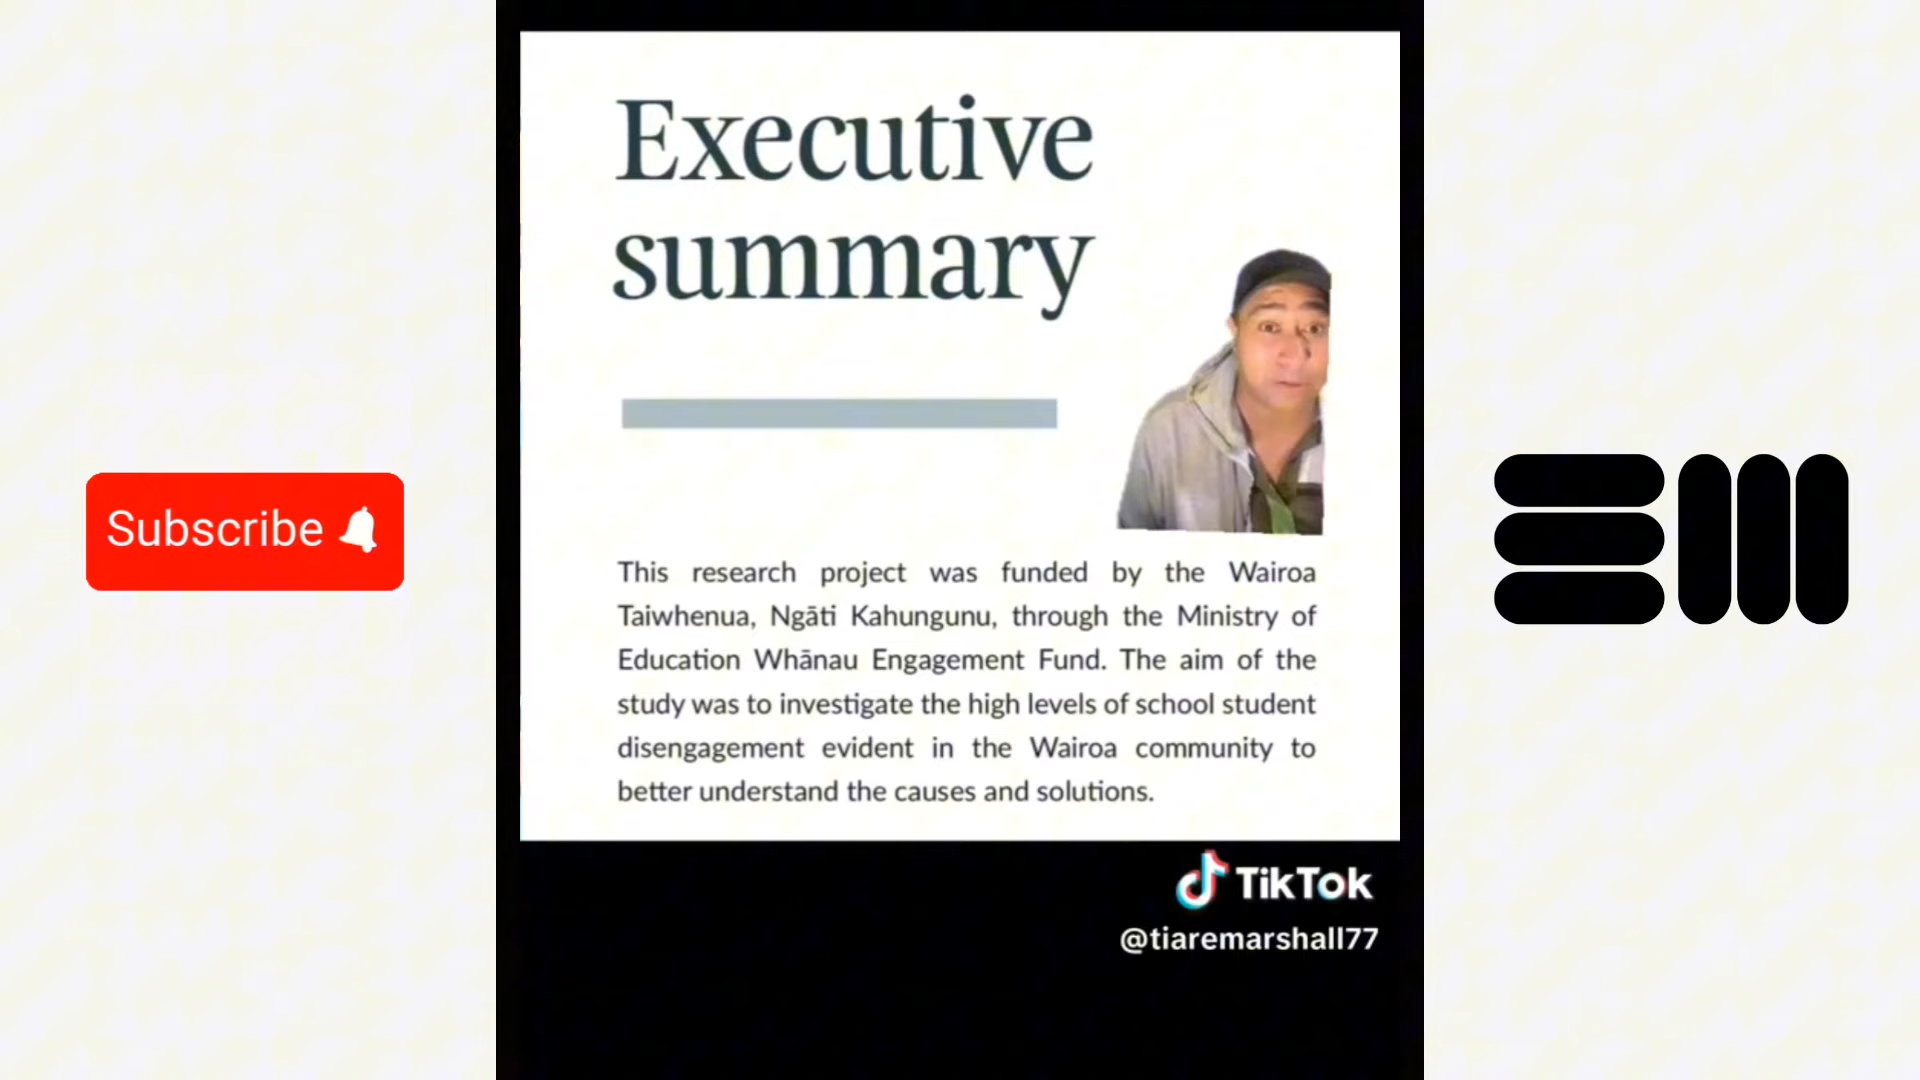 Executive
summary
This research project was funded by the Wairoa
Taiwhenua, Ngāti Kahungunu, through the Ministry of
Education Whānau Engagement Fund. The aim of the
study was to investigate the high levels of school student
disengagement evident in the Wairoa community to
better understand the causes and solutions.
Subscribe
TikTok
@tiaremarshall77